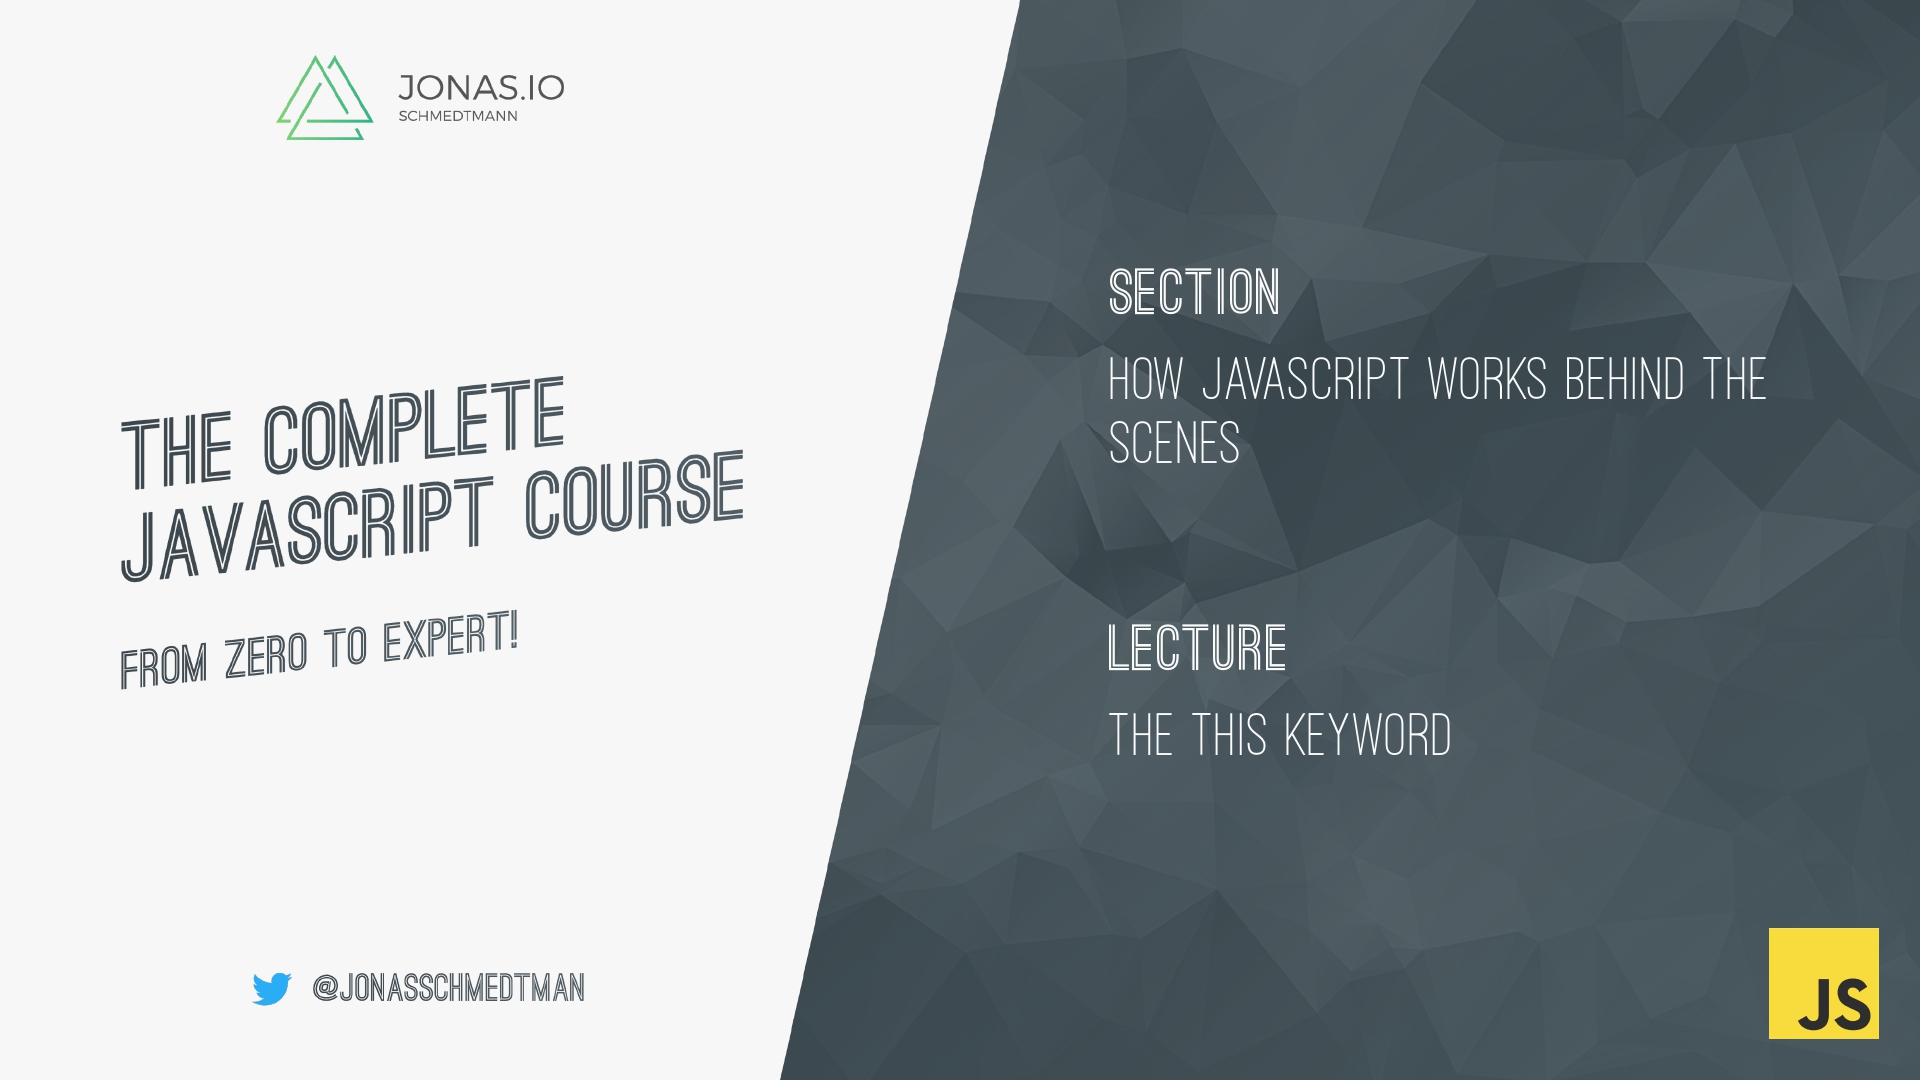 JONAS.IO
SCHMEDTMANN
THE COMPLETE
JAVASCRIPT COURSE
FROM ZERO TO EXPERT!
@JONASSCHMEDTMAN
SECTION
HOW JAVASCRIPT WORKS BEHIND THE
SCENES
LECTURE
THE THIS KEYWORD
JS